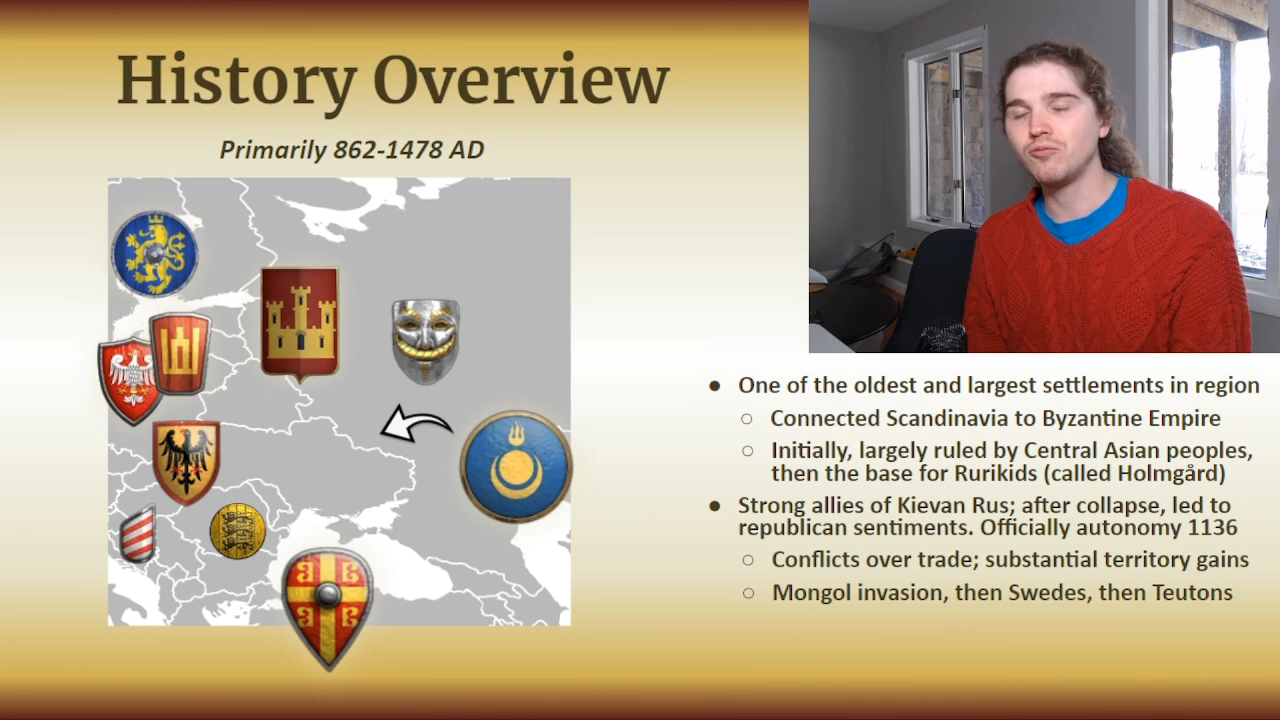 History Overview
Primarily 862-1478 AD
● One of the oldest and largest settlements in region
○ Connected Scandinavia to Byzantine Empire
○ Initially, largely ruled by Central Asian peoples,
then the base for Rurikids (called Holmgård)
● Strong allies of Kievan Rus; after collapse, led to
republican sentiments. Officially autonomy 1136
○ Conflicts over trade; substantial territory gains
○ Mongol invasion, then Swedes, then Teutons